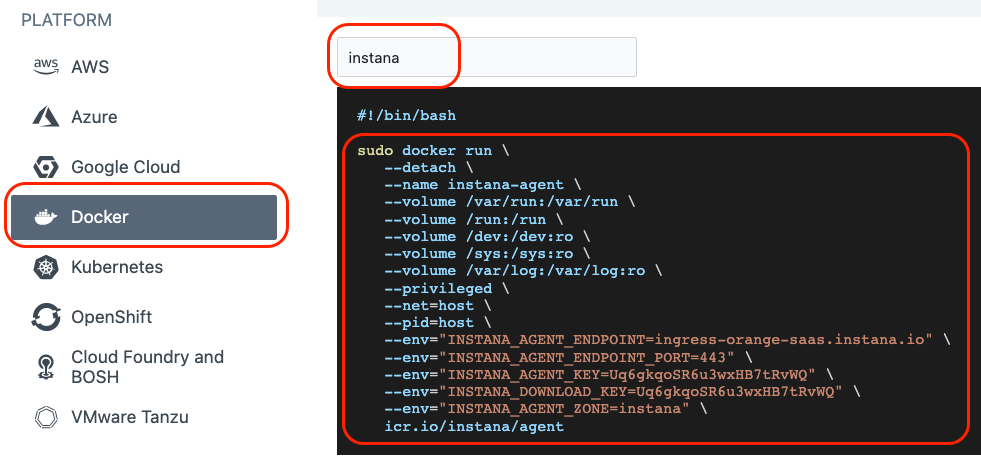 PLATFORM
aws AWS
Azure
Google Cloud
Docker
Kubernetes
OpenShift
Cloud Foundry and
BOSH
VMware Tanzu
instana
#!/bin/bash
sudo docker run \
--detach \
--name instana-agent \
--volume /var/run:/var/run \
--volume /run:/run \
--volume /dev:/dev:ro \
--volume /sys:/sys:ro \
--volume /var/log:/var/log:ro \
--privileged \
--net=host \
--pid=host \
--env="INSTANA_AGENT_ENDPOINT=ingress-orange-saas.instana.io" \
--env="INSTANA_AGENT_ENDPOINT_PORT=443" \
--env="INSTANA_AGENT_KEY=Uq6gkqoSR6u3wxHB7tRvWQ" \
--env="INSTANA_DOWNLOAD_KEY=Uq6gkqoSR6u3wxHB7tRvWQ" \
--env="INSTANA_AGENT_ZONE=instana" \
icr.io/instana/agent